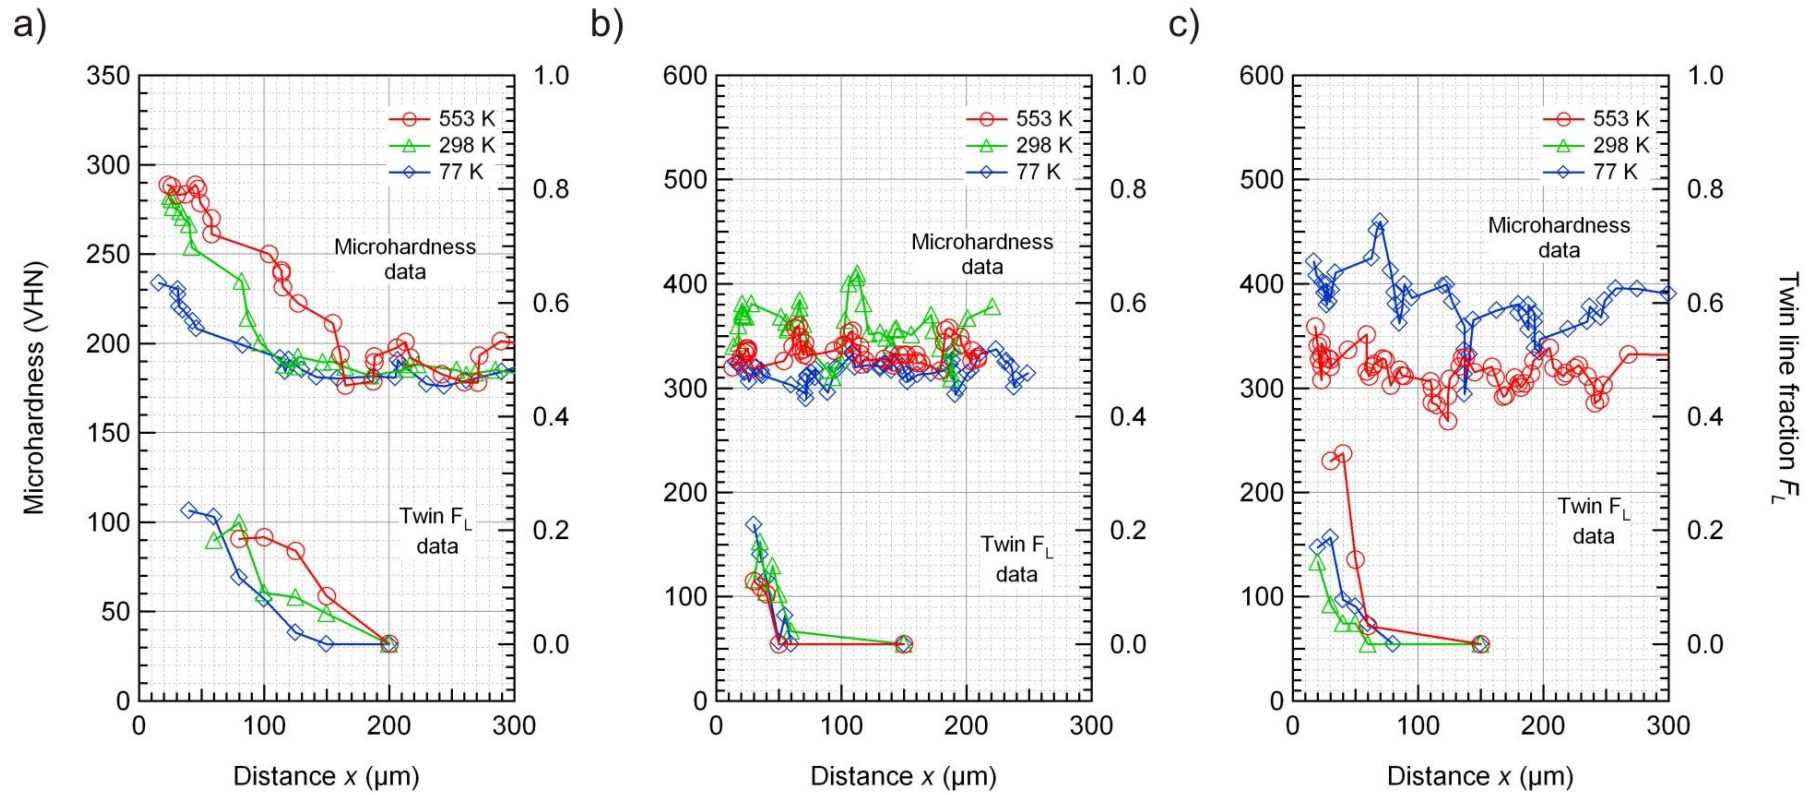 a)
350
300
250
200
150
100
50
0
0
100
200
300
1.0
0.8
0.6
0.4
0.2
0.0
553 K
298 K
77 K
Microhardness
data
Twin FL
data
Microhardness (VHN)
Distance x (µm)
b)
600
500
400
300
200
100
0
0
100
200
300
1.0
0.8
0.6
0.4
0.2
0.0
553 K
298 K
77 K
Microhardness
data
Twin FL
data
Distance x (µm)
c)
600
500
400
300
200
100
0
0
100
200
300
1.0
0.8
0.6
0.4
0.2
0.0
553 K
298 K
77 K
Microhardness
data
Twin FL
data
Distance x (µm)
Twin line fraction FL